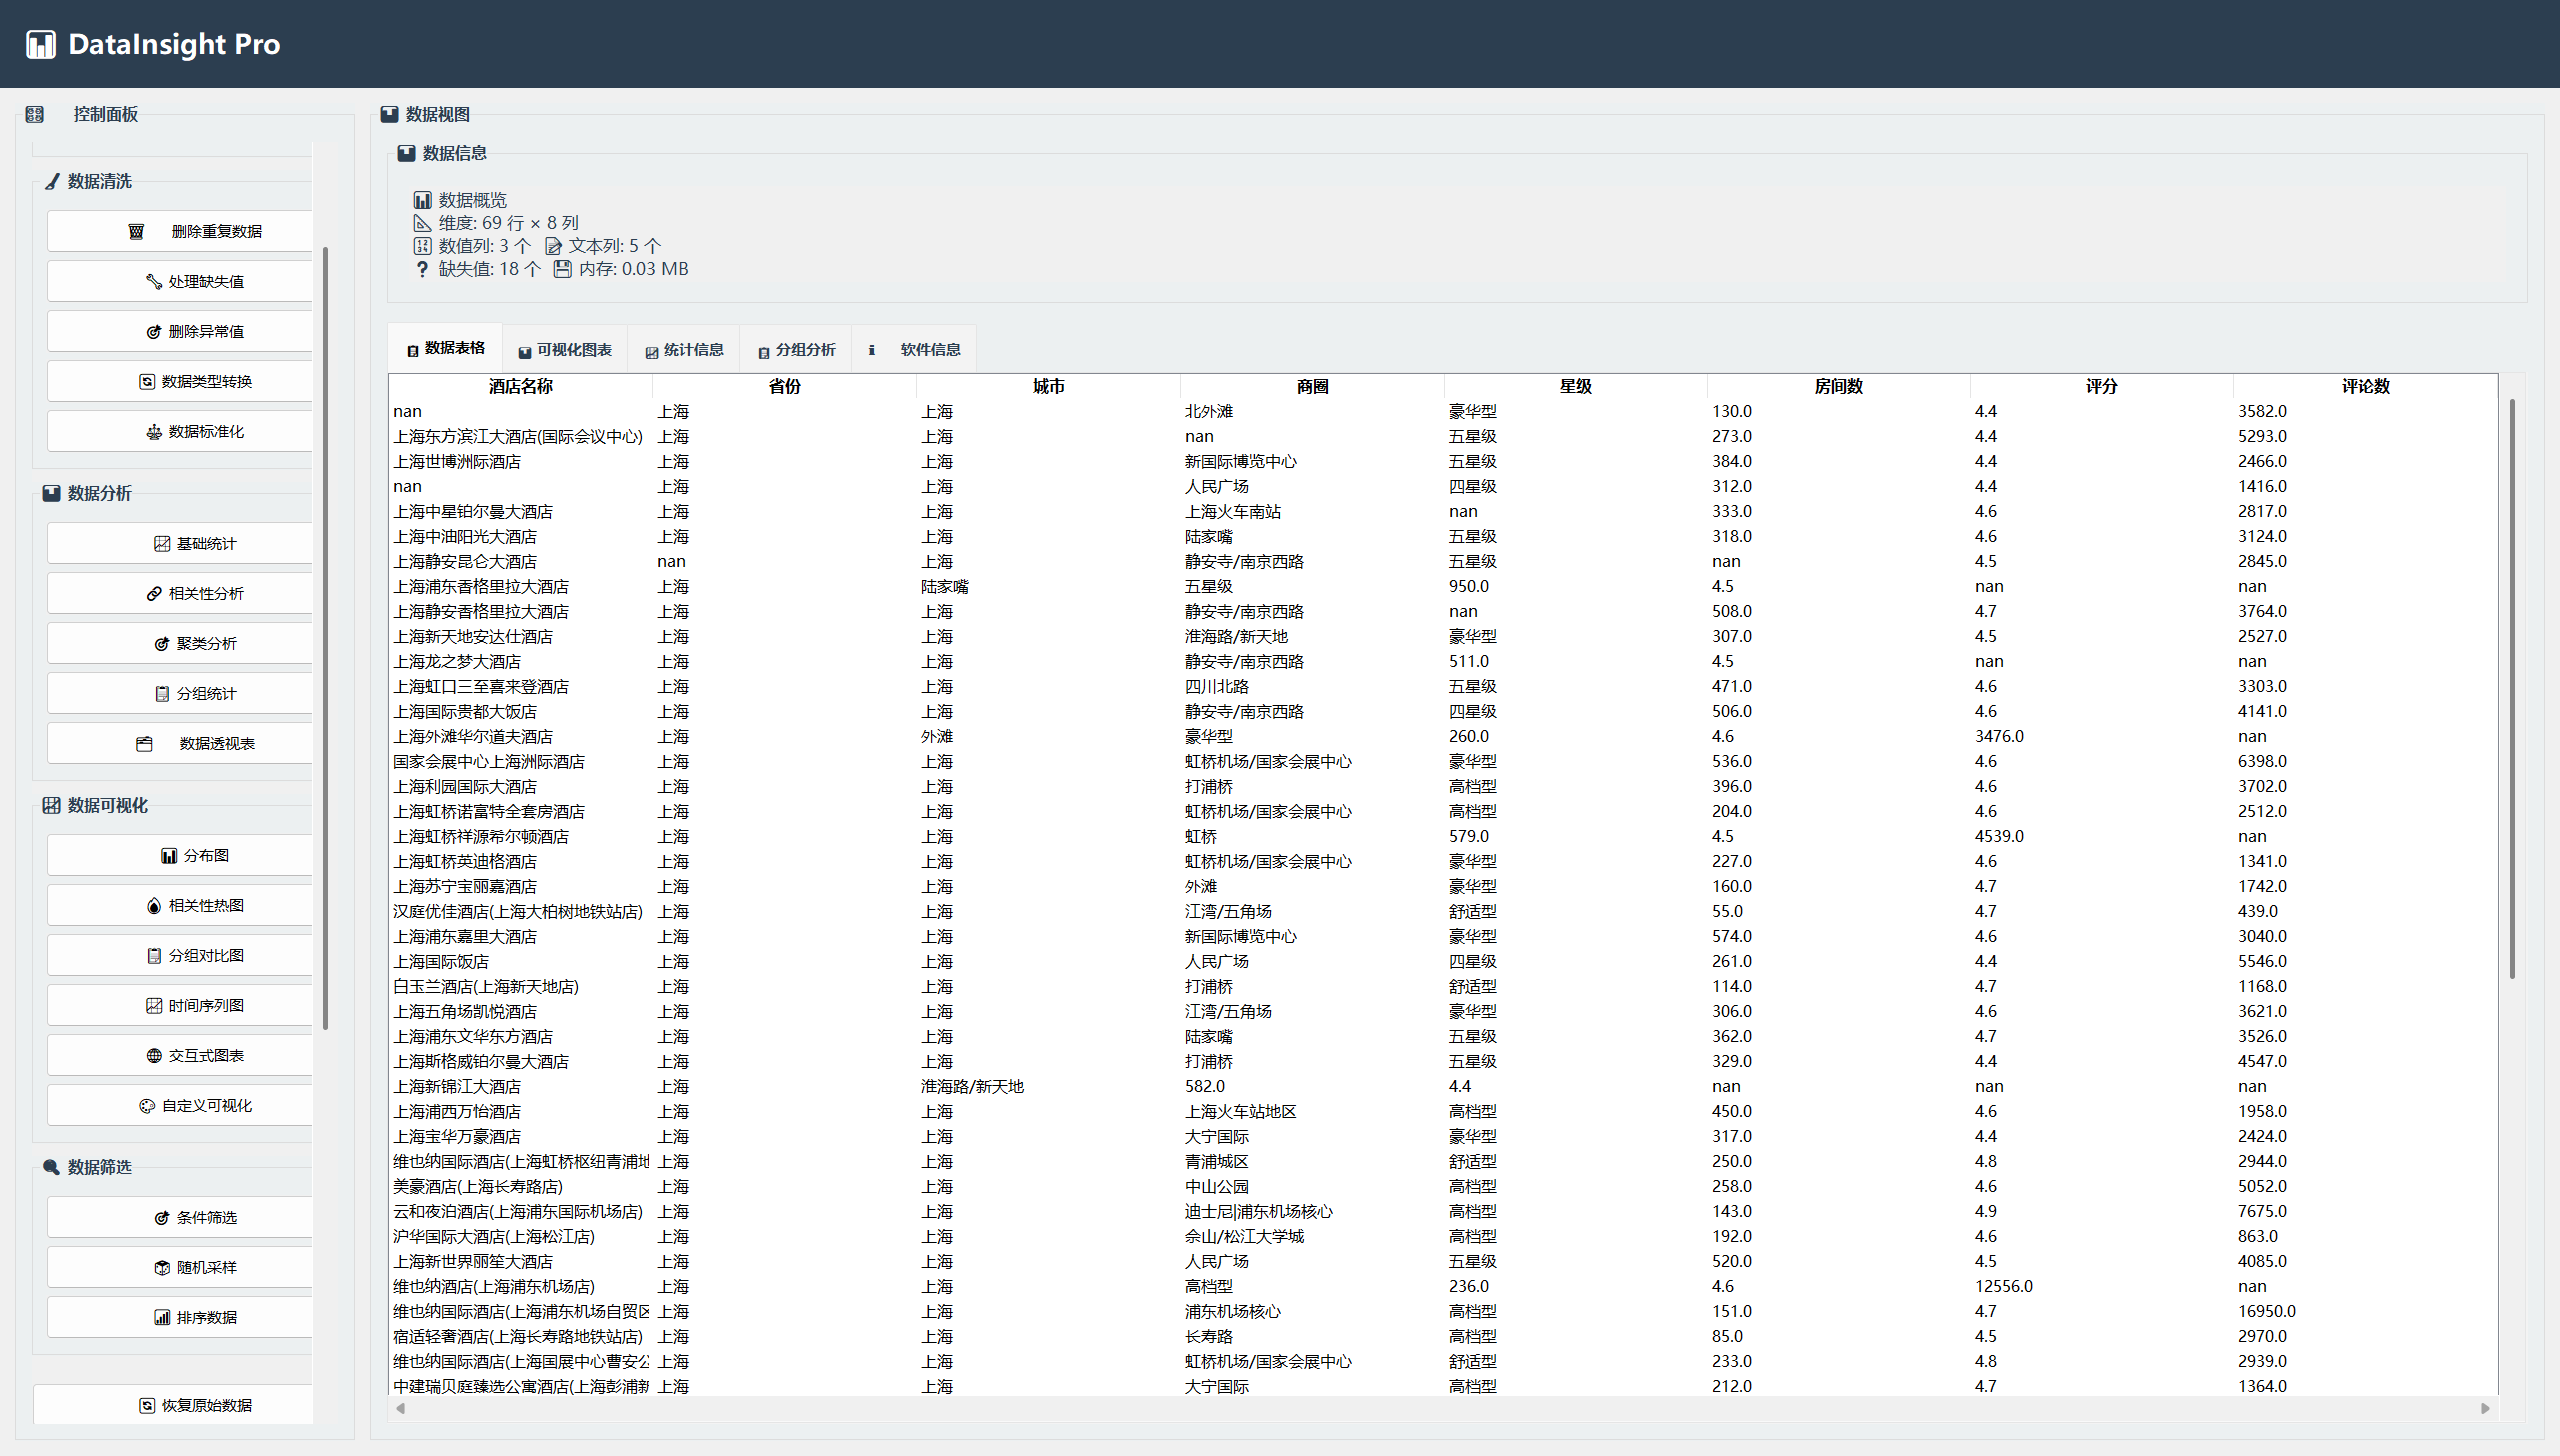 DataInsight Pro
控制面板
数据清洗
删除重复数据
处理缺失值
删除异常值
数据类型转换
数据标准化
数据分析
基础统计
相关性分析
聚类分析
分组统计
数据透视表
数据可视化
分布图
相关性热图
分组对比图
时间序列图
交互式图表
自定义可视化
数据筛选
条件筛选
随机采样
排序数据
恢复原始数据
数据视图
数据信息
数据概览
维度: 69 行 × 8 列
数值列: 3 个 文本列: 5 个
? 缺失值: 18 个 内存: 0.03 MB
数据表格 可视化图表 统计信息 分组分析 软件信息
酒店名称 省份 城市 商圈 星级 房间数 评分 评论数
nan 上海 上海 北外滩 豪华型 130.0 4.4 3582.0
上海东方滨江大酒店(国际会议中心) 上海 上海 nan 五星级 273.0 4.4 5293.0
上海世博洲际酒店 上海 上海 新国际博览中心 五星级 384.0 4.4 2466.0
nan 上海 上海 人民广场 四星级 312.0 4.4 1416.0
上海中星铂尔曼大酒店 上海 上海 上海火车南站 nan 333.0 4.6 2817.0
上海中油阳光大酒店 上海 上海 陆家嘴 五星级 318.0 4.6 3124.0
上海静安昆仑大酒店 nan 上海 静安寺/南京西路 五星级 nan 4.5 2845.0
上海浦东香格里拉大酒店 上海 陆家嘴 五星级 950.0 4.5 nan nan
上海静安香格里拉大酒店 上海 上海 静安寺/南京西路 nan 508.0 4.7 3764.0
上海新天地安达仕酒店 上海 上海 淮海路/新天地 豪华型 307.0 4.5 2527.0
上海龙之梦大酒店 上海 上海 静安寺/南京西路 511.0 4.5 nan nan
上海虹口三至喜来登酒店 上海 上海 四川北路 五星级 471.0 4.6 3303.0
上海国际贵都大饭店 上海 上海 静安寺/南京西路 四星级 506.0 4.6 4141.0
上海外滩华尔道夫酒店 上海 外滩 豪华型 260.0 4.6 3476.0 nan
国家会展中心上海洲际酒店 上海 上海 虹桥机场/国家会展中心 豪华型 536.0 4.6 6398.0
上海利园国际大酒店 上海 上海 打浦桥 高档型 396.0 4.6 3702.0
上海虹桥诺富特全套房酒店 上海 上海 虹桥机场/国家会展中心 高档型 204.0 4.6 2512.0
上海虹桥祥源希尔顿酒店 上海 上海 虹桥 579.0 4.5 4539.0 nan
上海虹桥英迪格酒店 上海 上海 虹桥机场/国家会展中心 豪华型 227.0 4.6 1341.0
上海苏宁宝丽嘉酒店 上海 上海 外滩 豪华型 160.0 4.7 1742.0
汉庭优佳酒店(上海大柏树地铁站店) 上海 上海 江湾/五角场 舒适型 55.0 4.7 439.0
上海浦东嘉里大酒店 上海 上海 新国际博览中心 豪华型 574.0 4.6 3040.0
上海国际饭店 上海 上海 人民广场 四星级 261.0 4.4 5546.0
白玉兰酒店(上海新天地店) 上海 上海 打浦桥 舒适型 114.0 4.7 1168.0
上海五角场凯悦酒店 上海 上海 江湾/五角场 豪华型 306.0 4.6 3621.0
上海浦东文华东方酒店 上海 上海 陆家嘴 五星级 362.0 4.7 3526.0
上海斯格威铂尔曼大酒店 上海 上海 打浦桥 五星级 329.0 4.4 4547.0
上海新锦江大酒店 上海 淮海路/新天地 582.0 4.4 nan nan nan
上海浦西万怡酒店 上海 上海 上海火车站地区 高档型 450.0 4.6 1958.0
上海宝华万豪酒店 上海 上海 大宁国际 豪华型 317.0 4.4 2424.0
维也纳国际酒店(上海虹桥枢纽青浦地 上海 上海 青浦城区 舒适型 250.0 4.8 2944.0
美豪酒店(上海长寿路店) 上海 上海 中山公园 高档型 258.0 4.6 5052.0
云和夜泊酒店(上海浦东国际机场店) 上海 上海 迪士尼|浦东机场核心 高档型 143.0 4.9 7675.0
沪华国际大酒店(上海松江店) 上海 上海 佘山/松江大学城 高档型 192.0 4.6 863.0
上海新世界丽笙大酒店 上海 上海 人民广场 五星级 520.0 4.5 4085.0
维也纳酒店(上海浦东机场店) 上海 上海 高档型 236.0 4.6 12556.0 nan
维也纳国际酒店(上海浦东机场自贸区 上海 上海 浦东机场核心 高档型 151.0 4.7 16950.0
宿适轻奢酒店(上海长寿路地铁站店) 上海 上海 长寿路 高档型 85.0 4.5 2970.0
维也纳国际酒店(上海国展中心曹安公 上海 上海 虹桥机场/国家会展中心 舒适型 233.0 4.8 2939.0
中建瑞贝庭臻选公寓酒店(上海彭浦新 上海 上海 大宁国际 高档型 212.0 4.7 1364.0